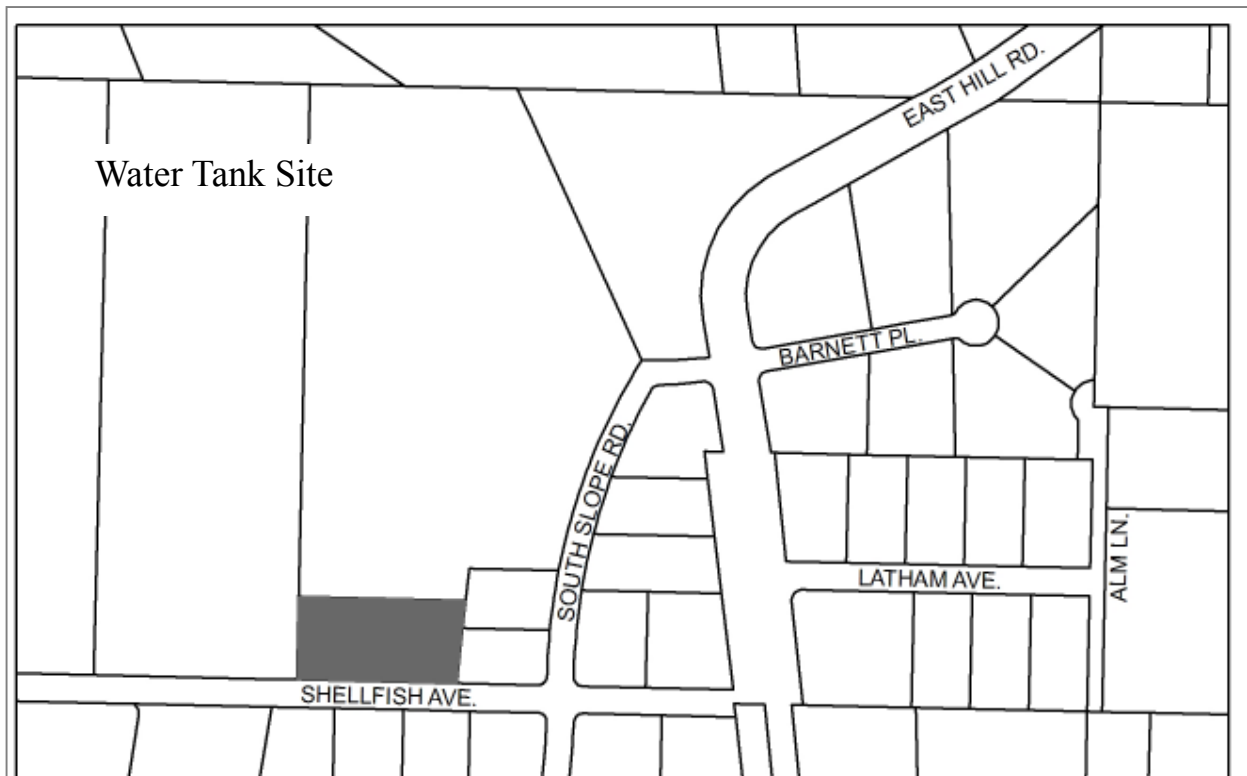 EAST HILL RD.
Water Tank Site
BARNETT PL.
SOUTH SLOPE RD.
LATHAM AVE.
ALM LN.
SHELLFISH AVE.